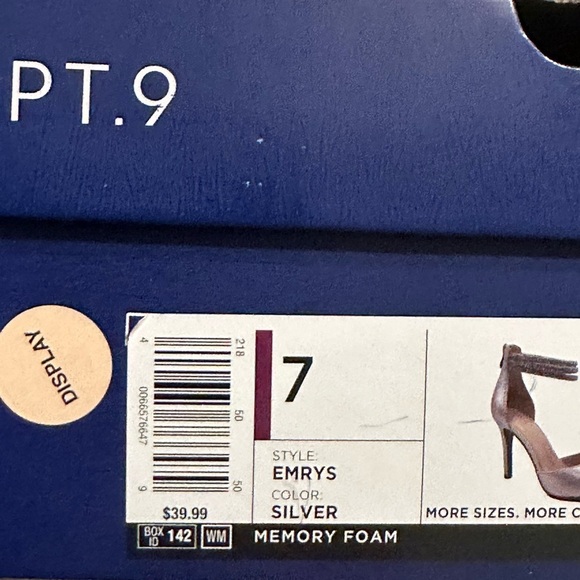 PT.9
DISPLAY
4 0066576647 9
218 50 50
$39.99
7
STYLE:
EMRYS
COLOR:
SILVER
MORE SIZES. MORE C
BOX ID 142 WM MEMORY FOAM